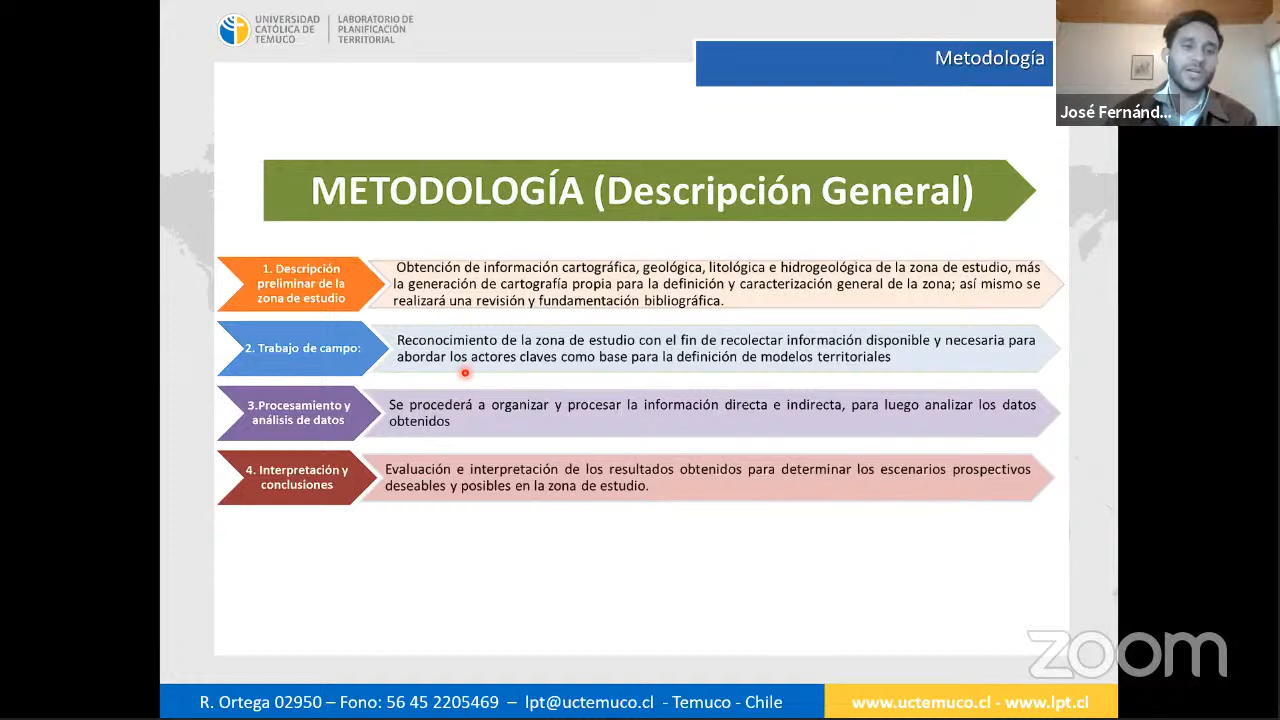 UNIVERSIDAD
CATÓLICA DE
TEMUCO
LABORATORIO DE
PLANIFICACIÓN
TERRITORIAL
Metodología
José Fernánd...
METODOLOGÍA (Descripción General)
1. Descripción
preliminar de la
zona de estudio
Obtención de información cartográfica, geológica, litológica e hidrogeológica de la zona de estudio, más
la generación de cartografía propia para la definición y caracterización general de la zona; así mismo se
realizará una revisión y fundamentación bibliográfica.
2. Trabajo de campo:
Reconocimiento de la zona de estudio con el fin de recolectar información disponible y necesaria para
abordar los actores claves como base para la definición de modelos territoriales
3.Procesamiento y
análisis de datos
Se procederá a organizar y procesar la información directa e indirecta, para luego analizar los datos
obtenidos
4. Interpretación y
conclusiones
Evaluación e interpretación de los resultados obtenidos para determinar los escenarios prospectivos
deseables y posibles en la zona de estudio.
zoom
R. Ortega 02950 – Fono: 56 45 2205469 – lpt@uctemuco.cl - Temuco - Chile
www.uctemuco.cl - www.lpt.cl